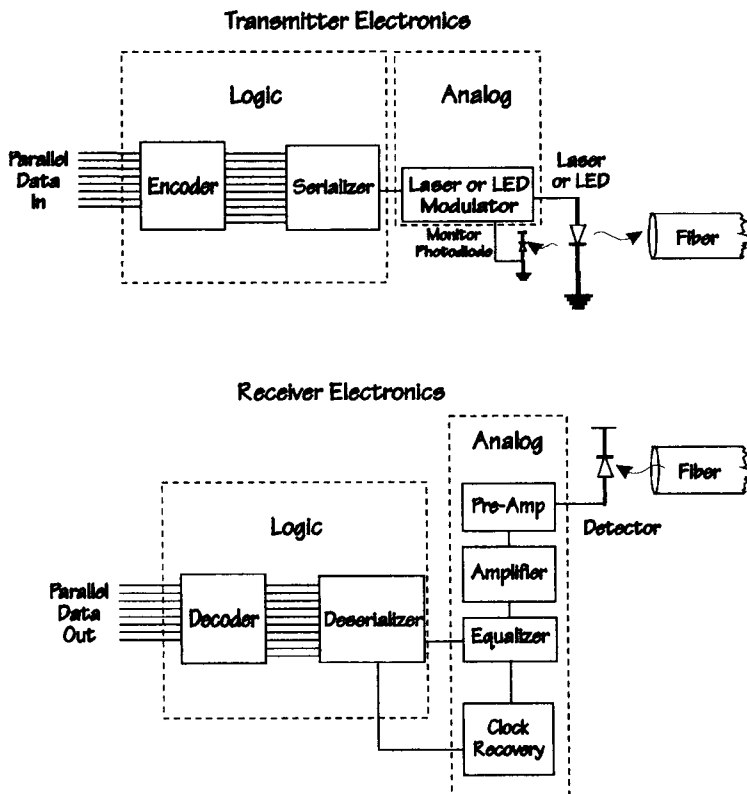 Transmitter Electronics
Logic
Analog
Parallel
Data
In
Encoder
Serializer
Laser or LED
Modulator
Laser
or LED
Monitor
Photodiode
Fiber
Receiver Electronics
Analog
Logic
Pre-Amp
Detector
Fiber
Amplifier
Parallel
Data
Out
Decoder
Deserializer
Equalizer
Clock
Recovery